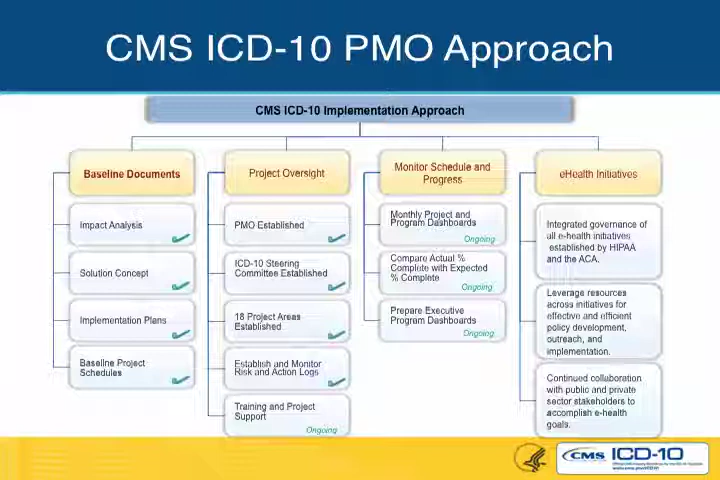 CMS ICD-10 PMO Approach
CMS ICD-10 Implementation Approach
Baseline Documents
Impact Analysis
Solution Concept
Implementation Plans
Baseline Project
Schedules
Project Oversight
PMO Established
ICD-10 Steering
Committee Established
18 Project Areas
Established
Establish and Monitor
Risk and Action Logs
Training and Project
Support
Ongoing
Monitor Schedule and
Progress
Monthly Project and
Program Dashboards
Ongoing
Compare Actual %
Complete with Expected
% Complete
Ongoing
Prepare Executive
Program Dashboards
Ongoing
eHealth Initiatives
Integrated governance of
all e-health initiatives
established by HIPAA
and the ACA.
Leverage resources
across initiatives for
effective and efficient
policy development,
outreach, and
implementation.
Continued collaboration
with public and private
sector stakeholders to
accomplish e-health
goals.
CMS ICD-10